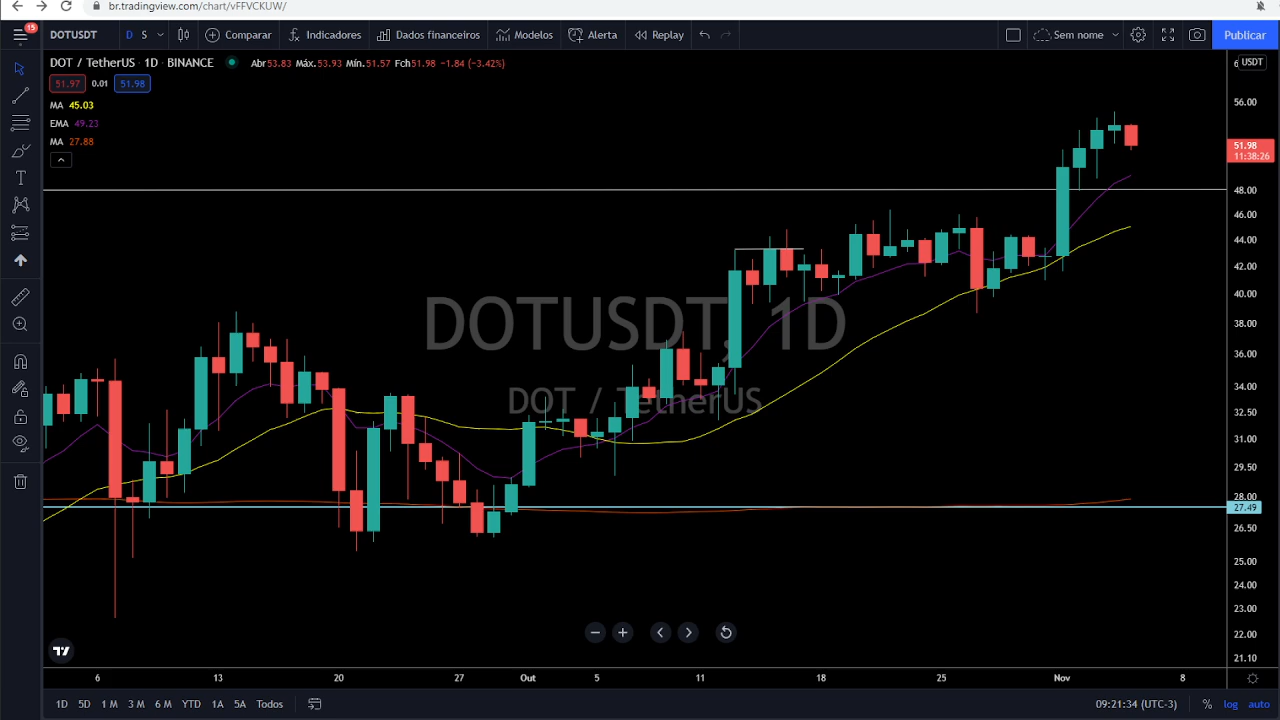 br.tradingview.com/chart/vFFVCKUW/
15 DOTUSDT D S Comparar Indicadores Dados financeiros Modelos Alerta Replay Sem nome Publicar
DOT / TetherUS · 1D · BINANCE Abr53.83 Máx.53.93 Mín.51.57 Fch51.98 −1.84 (−3.42%)
USDT
51.97 0.01 51.98
MA 45.03
EMA 49.23
MA 27.88
56.00
51.98
11:38:26
48.00
46.00
44.00
42.00
40.00
38.00
36.00
34.00
32.50
31.00
29.50
28.00
27.49
26.50
25.00
24.00
23.00
22.00
21.10
DOTUSDT, 1D
DOT / TetherUS
6 13 20 27 Out 5 11 18 25 Nov 8
1D 5D 1 M 3 M 6 M YTD 1A 5A Todos 09:21:34 (UTC-3) % log auto